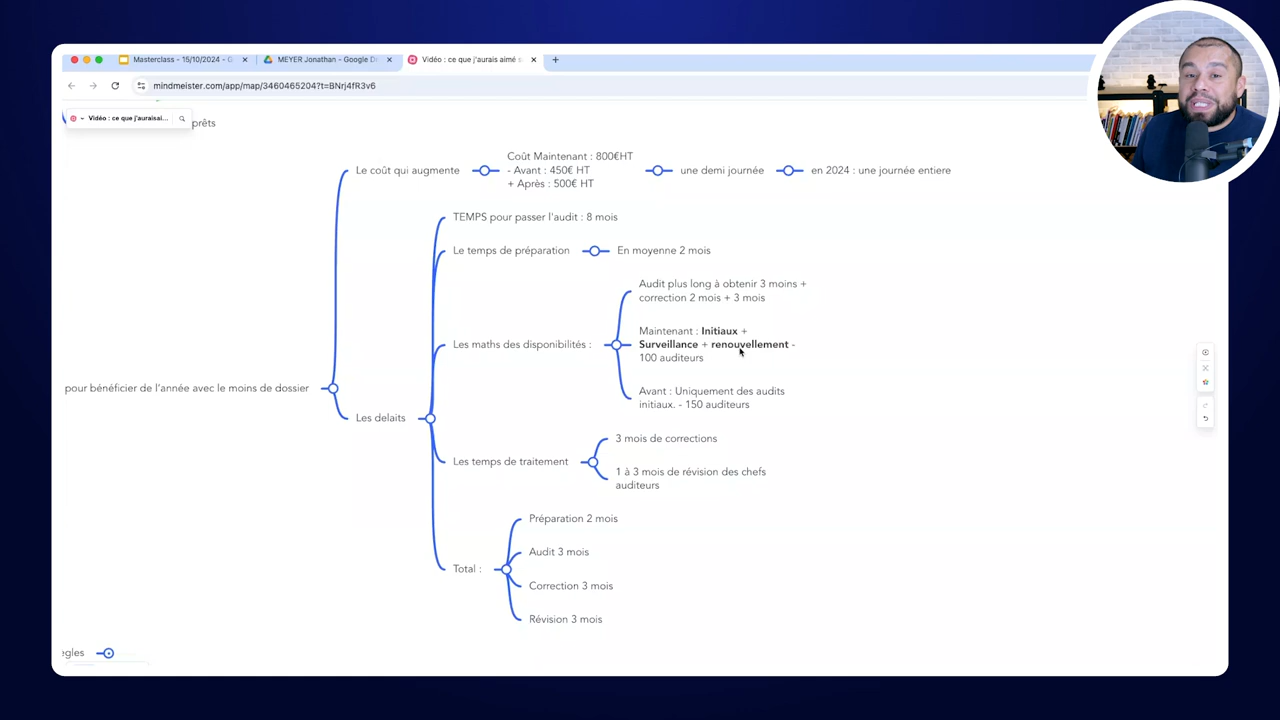 Masterclass - 15/10/2024 - G
MEYER Jonathan - Google D
Vidéo : ce que j'aurais aimé s
mindmeister.com/app/map/3460465204?t=BNrj4fR3v6
Vidéo : ce que j'auraisai...
prêts
Le coût qui augmente
Coût Maintenant : 800€HT
- Avant : 450€ HT
+ Après : 500€ HT
une demi journée
en 2024 : une journée entiere
TEMPS pour passer l'audit : 8 mois
Le temps de préparation
En moyenne 2 mois
Audit plus long à obtenir 3 moins +
correction 2 mois + 3 mois
Les maths des disponibilités :
Maintenant : Initiaux +
Surveillance + renouvellement -
100 auditeurs
Avant : Uniquement des audits
initiaux. - 150 auditeurs
pour bénéficier de l'année avec le moins de dossier
Les delaits
Les temps de traitement
3 mois de corrections
1 à 3 mois de révision des chefs
auditeurs
Total :
Préparation 2 mois
Audit 3 mois
Correction 3 mois
Révision 3 mois
egles